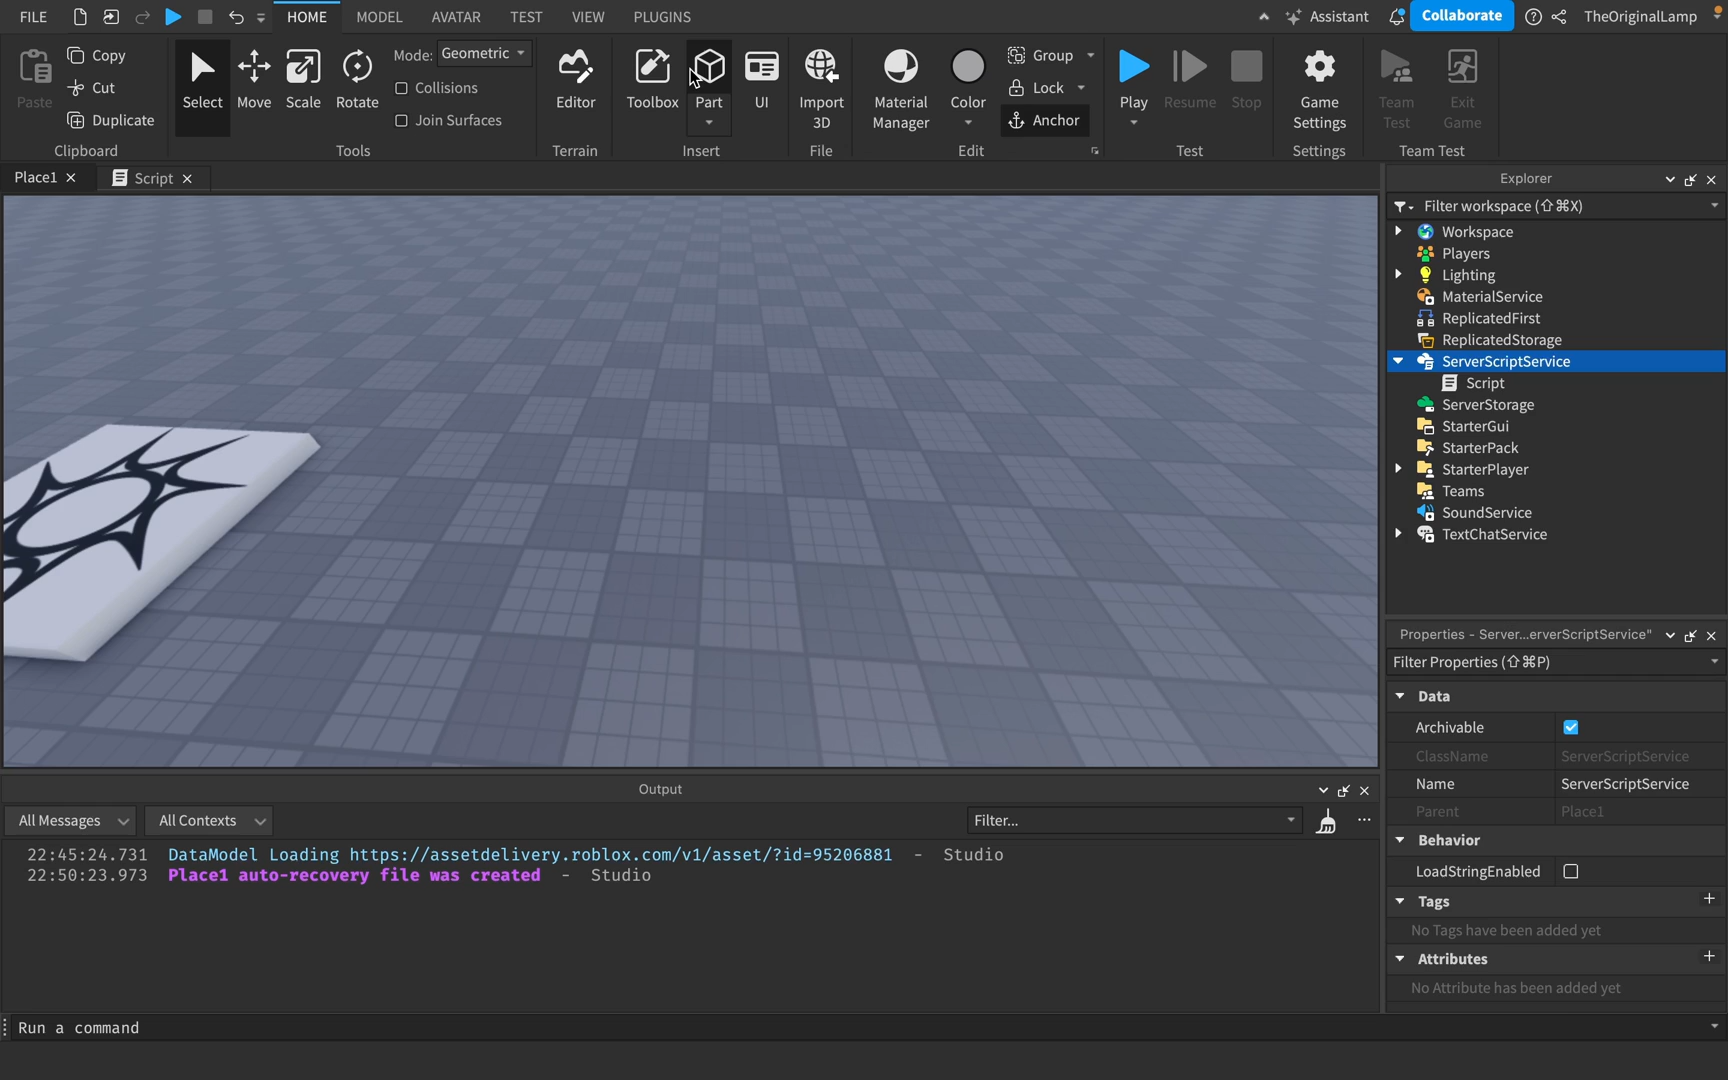 FILE
HOME
MODEL
AVATAR
TEST
VIEW
PLUGINS
Assistant
Collaborate
TheOriginalLamp
Paste
Copy
Cut
Duplicate
Clipboard
Select
Move
Scale
Rotate
Mode: Geometric
Collisions
Join Surfaces
Tools
Editor
Terrain
Toolbox
Part
UI
Insert
Import
3D
File
Material
Manager
Color
Group
Lock
Anchor
Edit
Play
Resume
Stop
Test
Game
Settings
Settings
Team
Test
Exit
Game
Team Test
Place1
Script
Explorer
Filter workspace (⇧⌘X)
Workspace
Players
Lighting
MaterialService
ReplicatedFirst
ReplicatedStorage
ServerScriptService
Script
ServerStorage
StarterGui
StarterPack
StarterPlayer
Teams
SoundService
TextChatService
Properties - Server...erverScriptService"
Filter Properties (⇧⌘P)
Data
Archivable
ClassName ServerScriptService
Name ServerScriptService
Parent Place1
Behavior
LoadStringEnabled
Tags
No Tags have been added yet
Attributes
No Attribute has been added yet
Output
All Messages
All Contexts
Filter...
22:45:24.731 DataModel Loading https://assetdelivery.roblox.com/v1/asset/?id=95206881 - Studio
22:50:23.973 Place1 auto-recovery file was created - Studio
Run a command